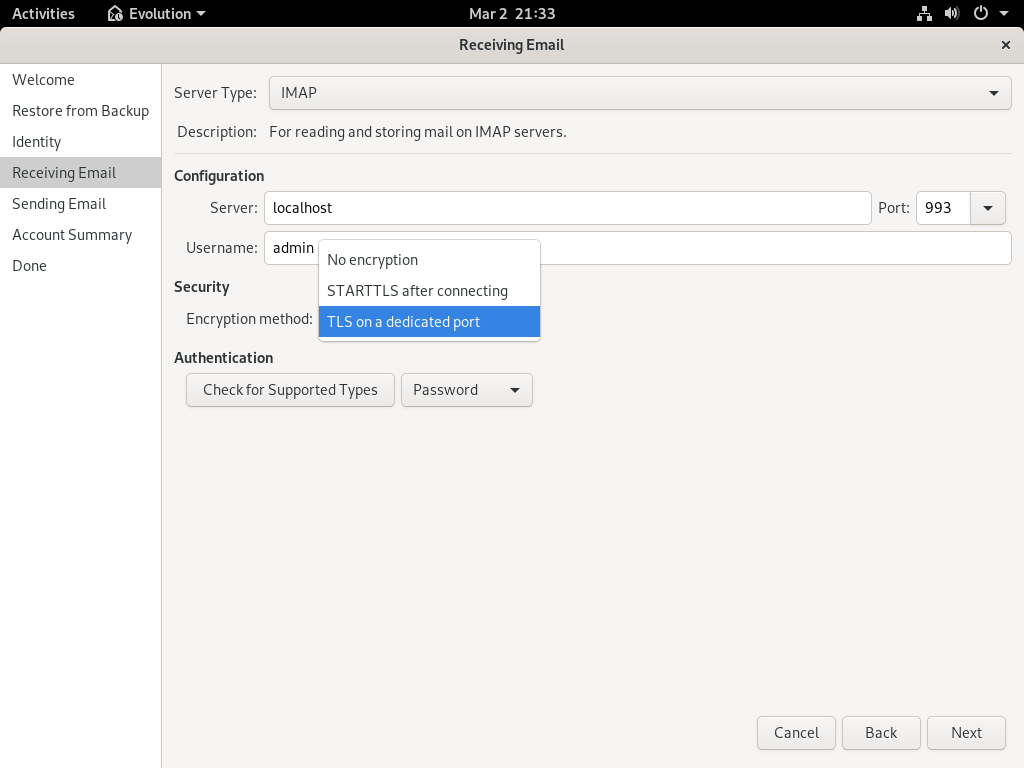 Activities Evolution Mar 2 21:33
Receiving Email
Welcome
Restore from Backup
Identity
Receiving Email
Sending Email
Account Summary
Done
Server Type: IMAP
Description: For reading and storing mail on IMAP servers.
Configuration
Server: localhost Port: 993
Username: admin
No encryption
Security
STARTTLS after connecting
Encryption method: TLS on a dedicated port
Authentication
Check for Supported Types Password
Cancel Back Next